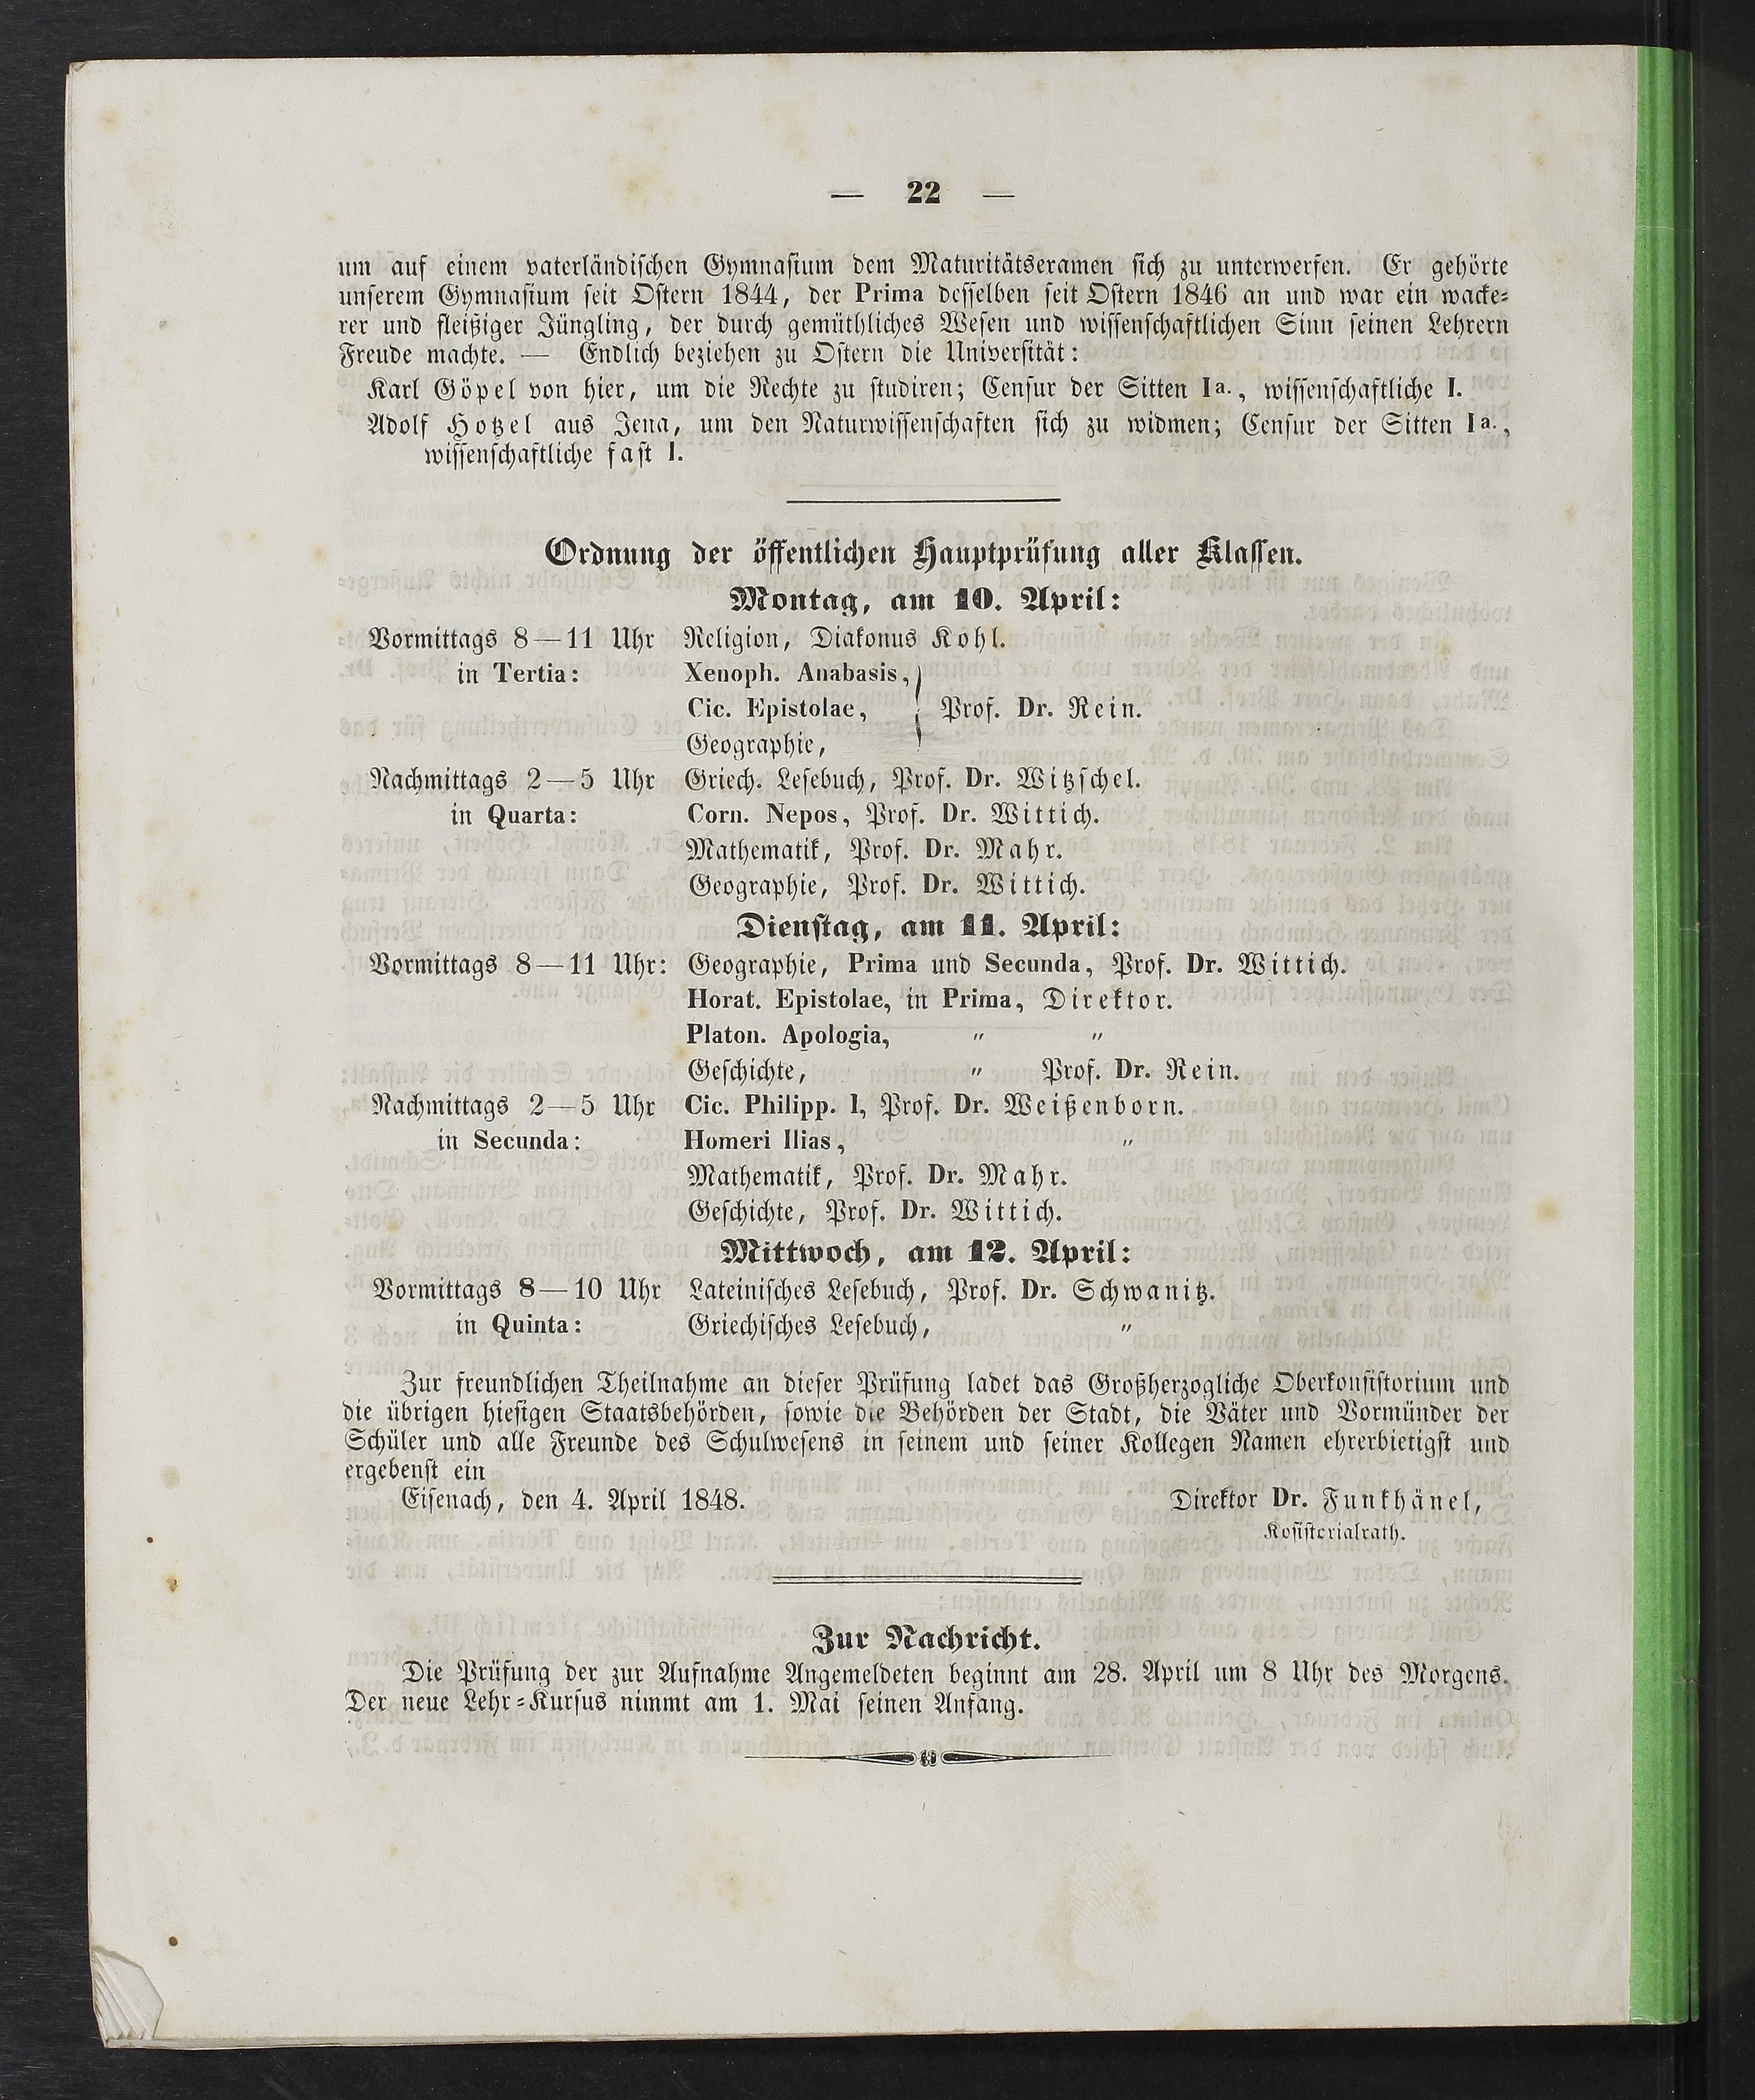 — 22 —
um auf einem vaterländischen Gymnasium dem Maturitätsexamen sich zu unterwerfen. Er gehörte
unserem Gymnasium seit Ostern 1844, der Prima desselben seit Ostern 1846 an und war ein wacke-
rer und fleißiger Jüngling, der durch gemüthliches Wesen und wissenschaftlichen Sinn seinen Lehrern
Freude machte. — Endlich beziehen zu Ostern die Universität:
Karl Göpel von hier, um die Rechte zu studiren; Censur der Sitten Ia., wissenschaftliche I.
Adolf Hotzel aus Jena, um den Naturwissenschaften sich zu widmen; Censur der Sitten Ia.,
wissenschaftliche fast I.
Ordnung der öffentlichen Hauptprüfung aller Klassen.
Montag, am 10. April:
Vormittags 8—11 Uhr Religion, Diakonus Kohl.
in Tertia: Xenoph. Anabasis,
Cic. Epistolae, Prof. Dr. Rein.
Geographie,
Nachmittags 2—5 Uhr Griech. Lesebuch, Prof. Dr. Witzschel.
in Quarta: Corn. Nepos, Prof. Dr. Wittich.
Mathematik, Prof. Dr. Mahr.
Geographie, Prof. Dr. Wittich.
Dienstag, am 11. April:
Vormittags 8—11 Uhr: Geographie, Prima und Secunda, Prof. Dr. Wittich.
Horat. Epistolae, in Prima, Direktor.
Platon. Apologia, " "
Geschichte, " Prof. Dr. Rein.
Nachmittags 2—5 Uhr Cic. Philipp. I, Prof. Dr. Weißenborn.
in Secunda: Homeri Ilias, "
Mathematik, Prof. Dr. Mahr.
Geschichte, Prof. Dr. Wittich.
Mittwoch, am 12. April:
Vormittags 8—10 Uhr Lateinisches Lesebuch, Prof. Dr. Schwanitz.
in Quinta: Griechisches Lesebuch, "
Zur freundlichen Theilnahme an dieser Prüfung ladet das Großherzogliche Oberkonsistorium und
die übrigen hiesigen Staatsbehörden, sowie die Behörden der Stadt, die Väter und Vormünder der
Schüler und alle Freunde des Schulwesens in seinem und seiner Kollegen Namen ehrerbietigst und
ergebenst ein
Eisenach, den 4. April 1848. Direktor Dr. Funkhänel,
Kosistorialrath.
Zur Nachricht.
Die Prüfung der zur Aufnahme Angemeldeten beginnt am 28. April um 8 Uhr des Morgens.
Der neue Lehr-Kursus nimmt am 1. Mai seinen Anfang.